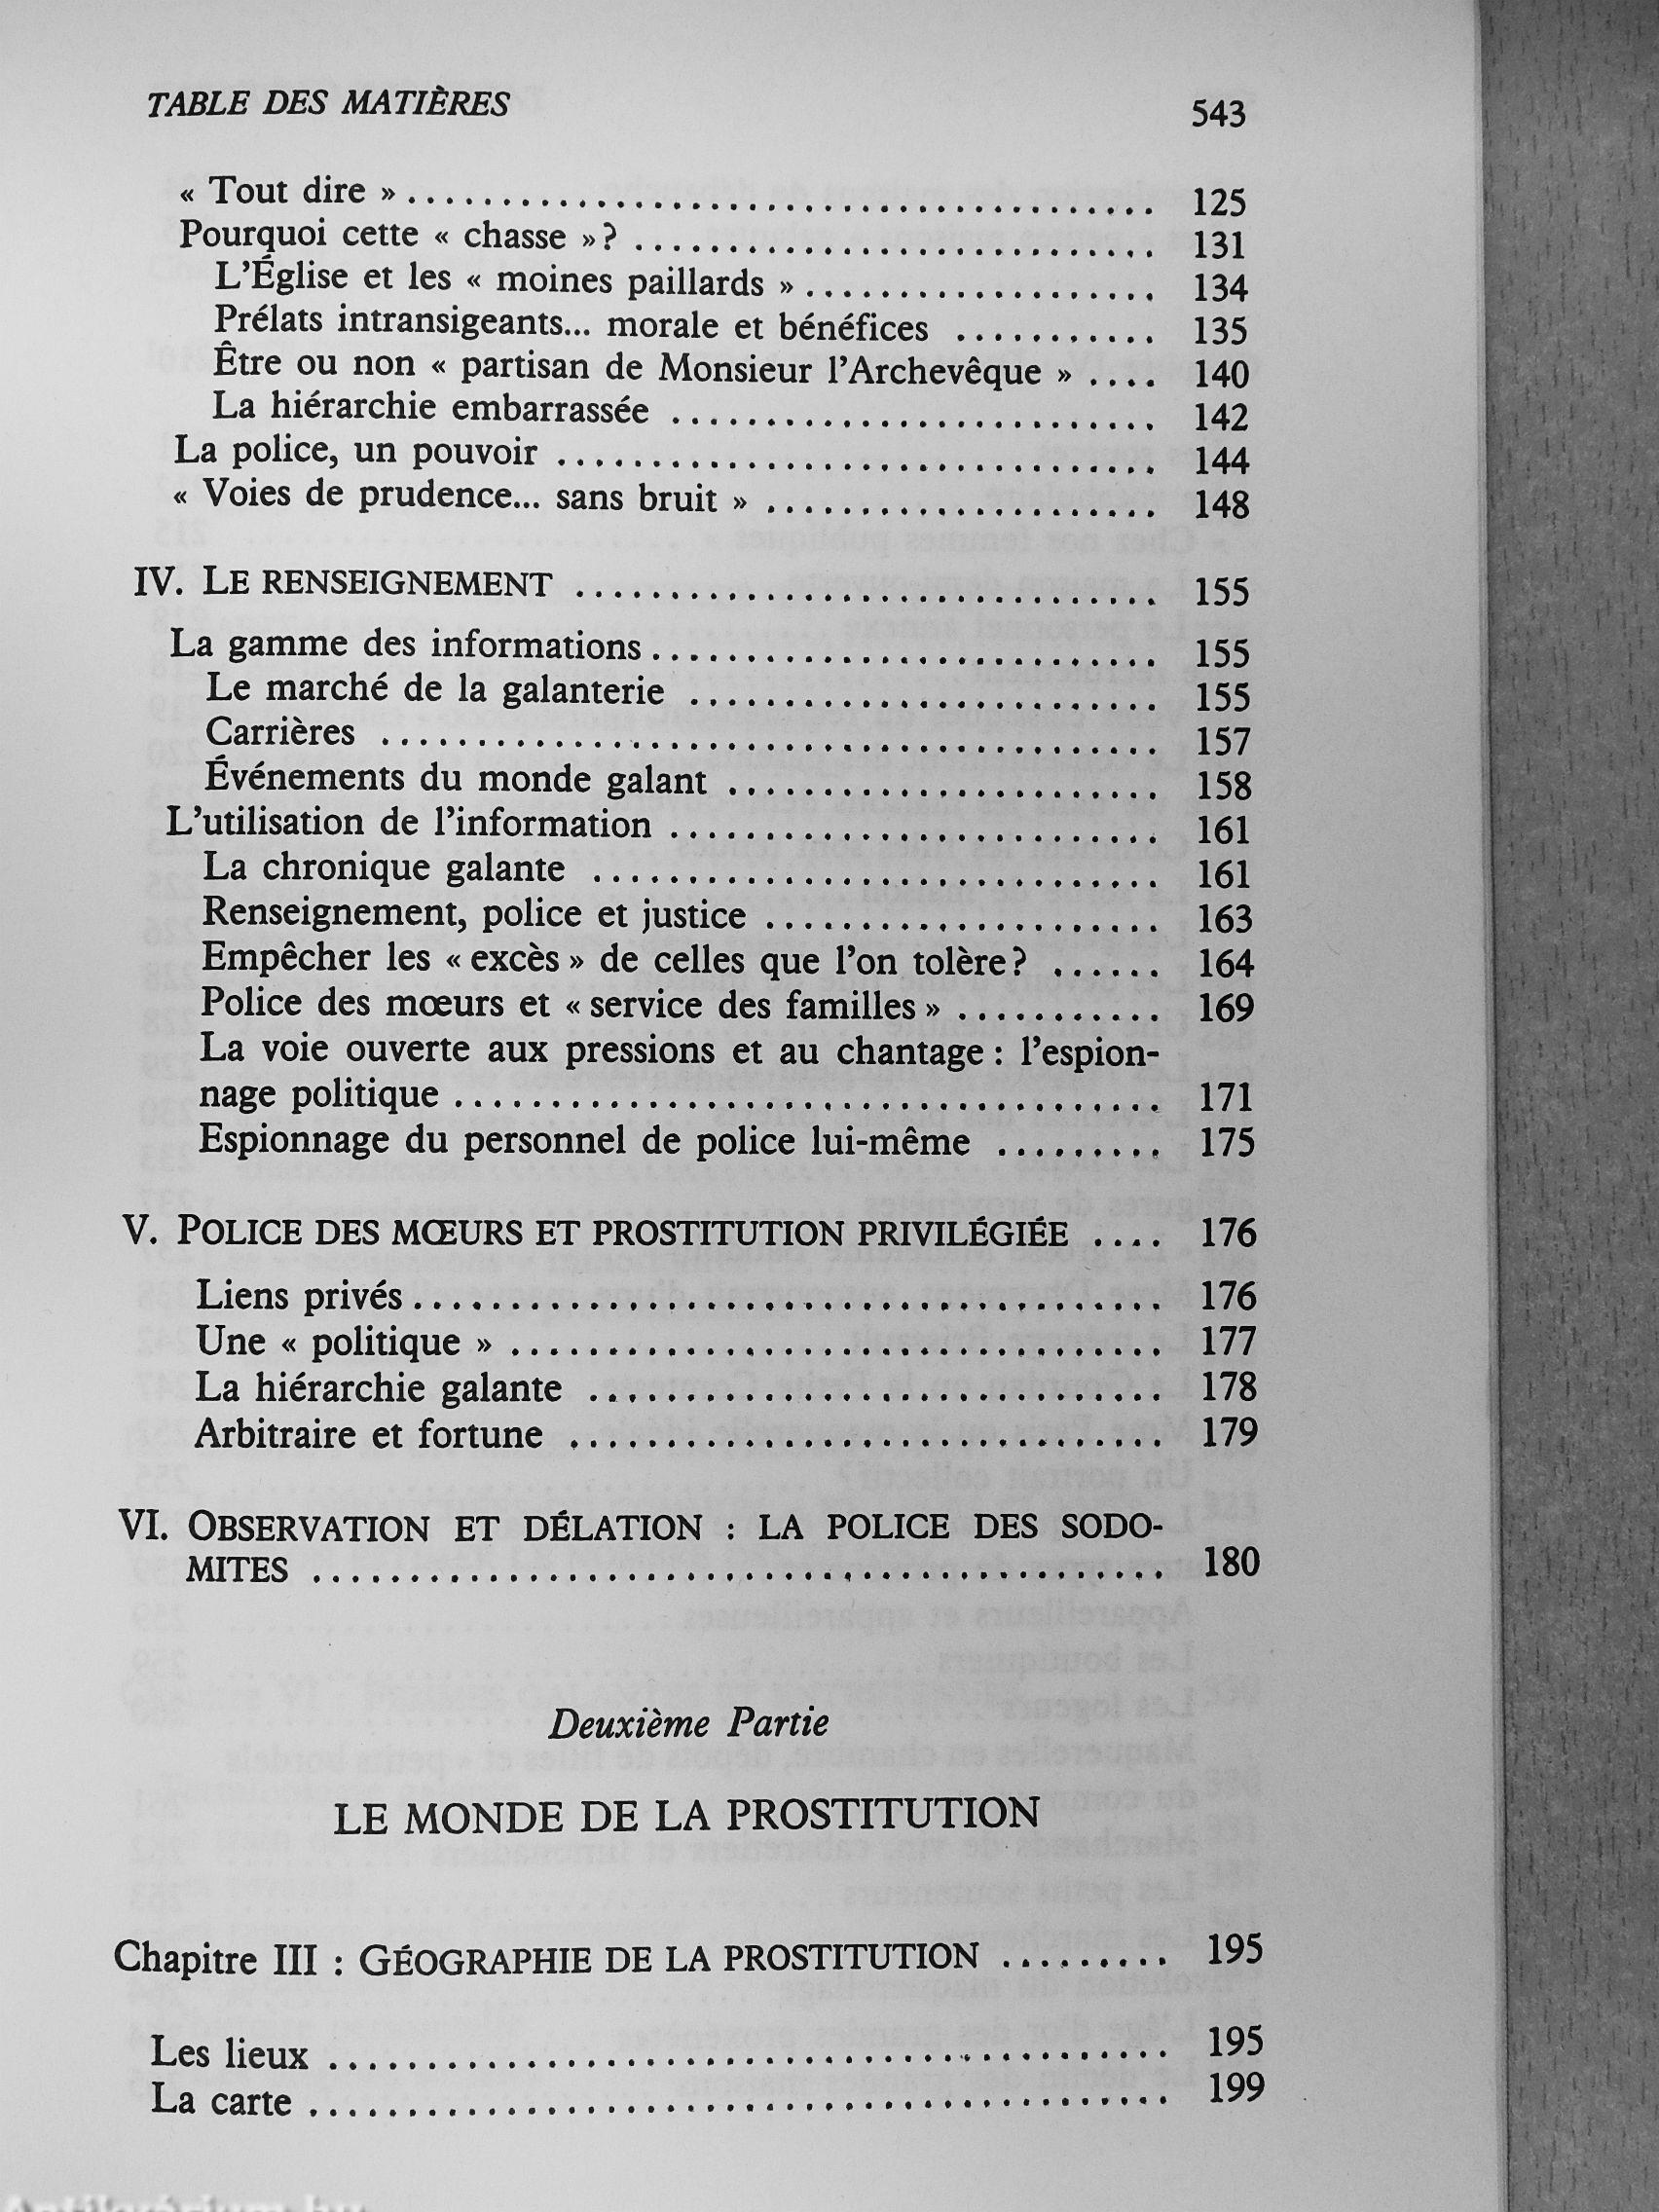 TABLE DES MATIÈRES 543
« Tout dire » ........................................ 125
Pourquoi cette « chasse »? ............................ 131
L'Église et les « moines paillards » ................... 134
Prélats intransigeants... morale et bénéfices ........... 135
Être ou non « partisan de Monsieur l'Archevêque » .... 140
La hiérarchie embarrassée .......................... 142
La police, un pouvoir ................................ 144
« Voies de prudence... sans bruit » ..................... 148
IV. LE RENSEIGNEMENT ............................... 155
La gamme des informations........................... 155
Le marché de la galanterie ......................... 155
Carrières ......................................... 157
Événements du monde galant ....................... 158
L'utilisation de l'information .......................... 161
La chronique galante .............................. 161
Renseignement, police et justice ..................... 163
Empêcher les « excès » de celles que l'on tolère? ...... 164
Police des mœurs et « service des familles » ........... 169
La voie ouverte aux pressions et au chantage : l'espion-
nage politique ..................................... 171
Espionnage du personnel de police lui-même ......... 175
V. POLICE DES MŒURS ET PROSTITUTION PRIVILÉGIÉE .... 176
Liens privés....................................... 176
Une « politique » .................................. 177
La hiérarchie galante .............................. 178
Arbitraire et fortune ............................... 179
VI. OBSERVATION ET DÉLATION : LA POLICE DES SODO-
MITES ............................................. 180
Deuxième Partie
LE MONDE DE LA PROSTITUTION
Chapitre III : GÉOGRAPHIE DE LA PROSTITUTION ......... 195
Les lieux ............................................ 195
La carte ............................................. 199